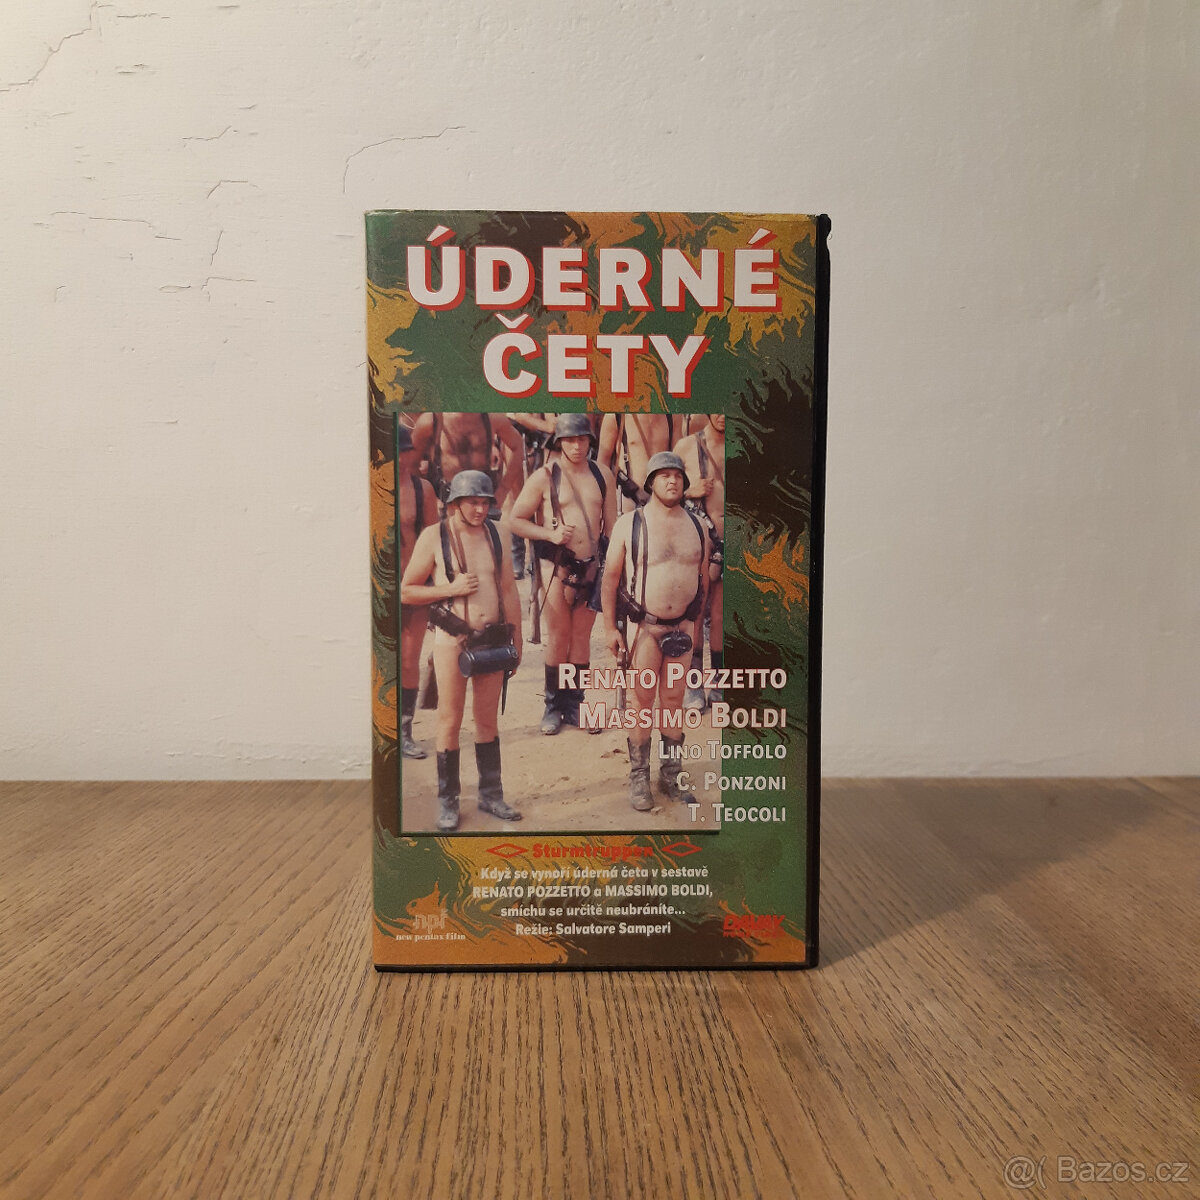 ÚDERNÉ
ČETY
RENATO POZZETTO
MASSIMO BOLDI
LINO TOFFOLO
C. PONZONI
T. TEOCOLI
Sturmtruppen
Když se vynoří úderná četa v sestavě
RENATO POZZETTO a MASSIMO BOLDI,
smíchu se určitě neubráníte...
Režie: Salvatore Samperi
npf
new pentax film
@( Bazos.cz